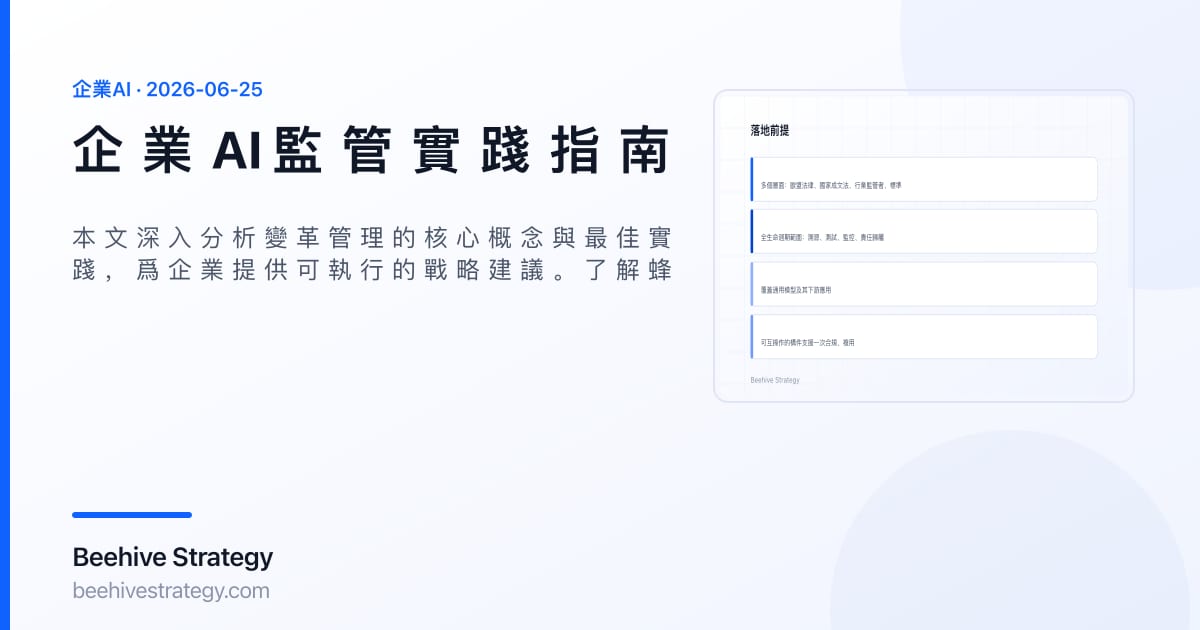 企業AI · 2026-06-25
企業AI監管實踐指南
本文深入分析變革管理的核心概念與最佳實
踐，爲企業提供可執行的戰略建議。了解蜂
落地前提
多個層面：歐盟法律、國家成文法、行業監管者、標準
全生命週期範圍：溯源、測試、監控、責任歸屬
覆蓋通用模型及其下游應用
可互操作的構件支援一次合規、複用
Beehive Strategy
Beehive Strategy
beehivestrategy.com